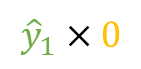 ŷ₁ × 0